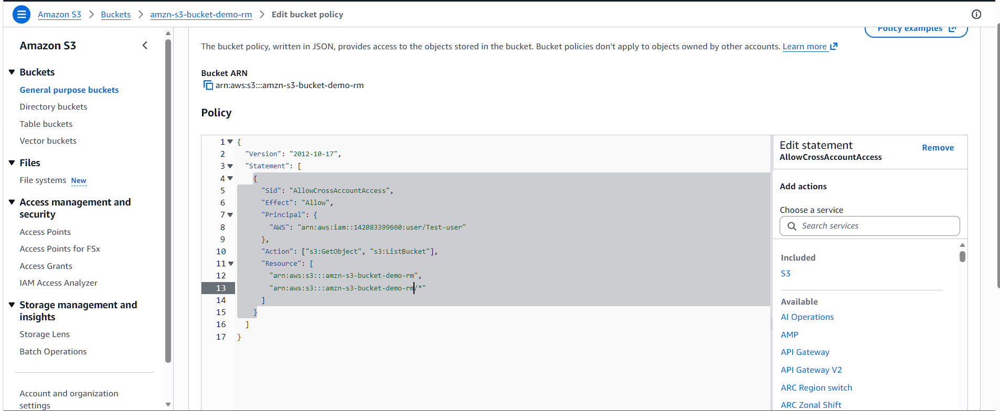 Amazon S3 > Buckets > amzn-s3-bucket-demo-rm > Edit bucket policy
Amazon S3
Buckets
General purpose buckets
Directory buckets
Table buckets
Vector buckets
Files
File systems New
Access management and
security
Access Points
Access Points for FSx
Access Grants
IAM Access Analyzer
Storage management and
insights
Storage Lens
Batch Operations
Account and organization
settings
Policy examples
The bucket policy, written in JSON, provides access to the objects stored in the bucket. Bucket policies don't apply to objects owned by other accounts. Learn more
Bucket ARN
arn:aws:s3:::amzn-s3-bucket-demo-rm
Policy
1 {
2 "Version": "2012-10-17",
3 "Statement": [
4 {
5 "Sid": "AllowCrossAccountAccess",
6 "Effect": "Allow",
7 "Principal": {
8 "AWS": "arn:aws:iam::142083399660:user/Test-user"
9 },
10 "Action": ["s3:GetObject", "s3:ListBucket"],
11 "Resource": [
12 "arn:aws:s3:::amzn-s3-bucket-demo-rm",
13 "arn:aws:s3:::amzn-s3-bucket-demo-rm/*"
14 ]
15 }
16 ]
17 }
Edit statement
Remove
AllowCrossAccountAccess
Add actions
Choose a service
Search services
Included
S3
Available
AI Operations
AMP
API Gateway
API Gateway V2
ARC Region switch
ARC Zonal Shift